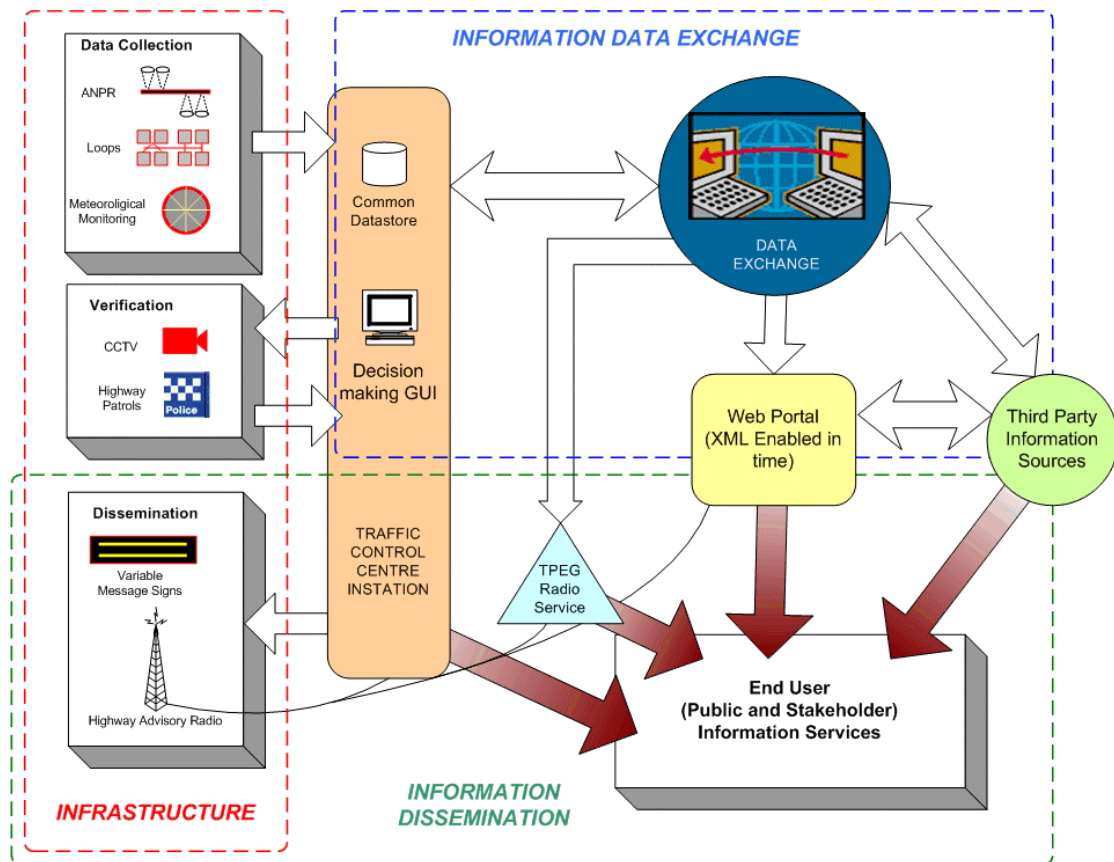 INFORMATION DATA EXCHANGE
Data Collection
ANPR
Loops
Meteoroligical
Monitoring
Common
Datastore
DATA
EXCHANGE
Verification
CCTV
Highway
Patrols
Police
Decision
making GUI
Web Portal
(XML Enabled in
time)
Third Party
Information
Sources
Dissemination
Variable
Message Signs
Highway Advisory Radio
TRAFFIC
CONTROL
CENTRE
INSTATION
TPEG
Radio
Service
End User
(Public and Stakeholder)
Information Services
INFRASTRUCTURE
INFORMATION
DISSEMINATION